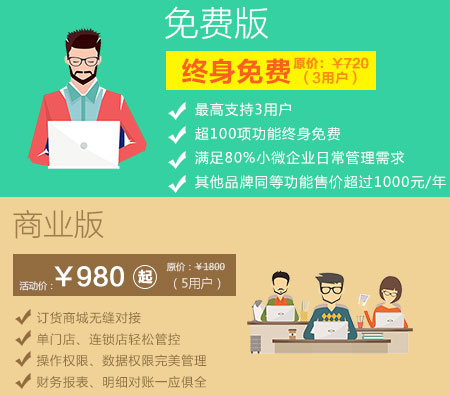 免费版
终身免费
原价：￥720
（3用户）
最高支持3用户
超100项功能终身免费
满足80%小微企业日常管理需求
其他品牌同等功能售价超过1000元/年
商业版
活动价：￥980 起
原价：￥1800
（5用户）
订货商城无缝对接
单门店、连锁店轻松管控
操作权限、数据权限完美管理
财务报表、明细对账一应俱全